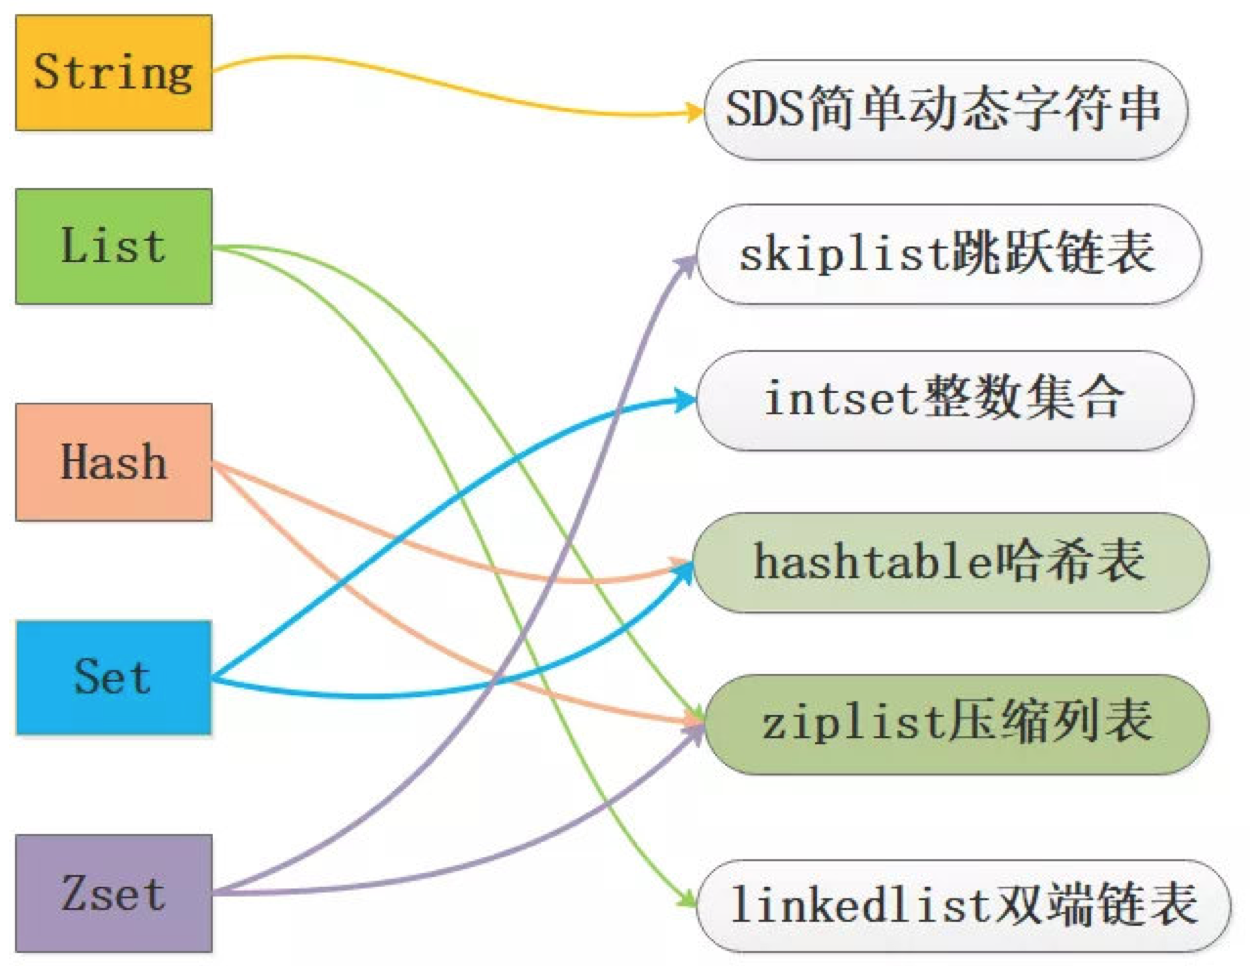 String
SDS简单动态字符串
List
skiplist跳跃链表
intset整数集合
Hash
hashtable哈希表
Set
ziplist压缩列表
Zset
linkedlist双端链表